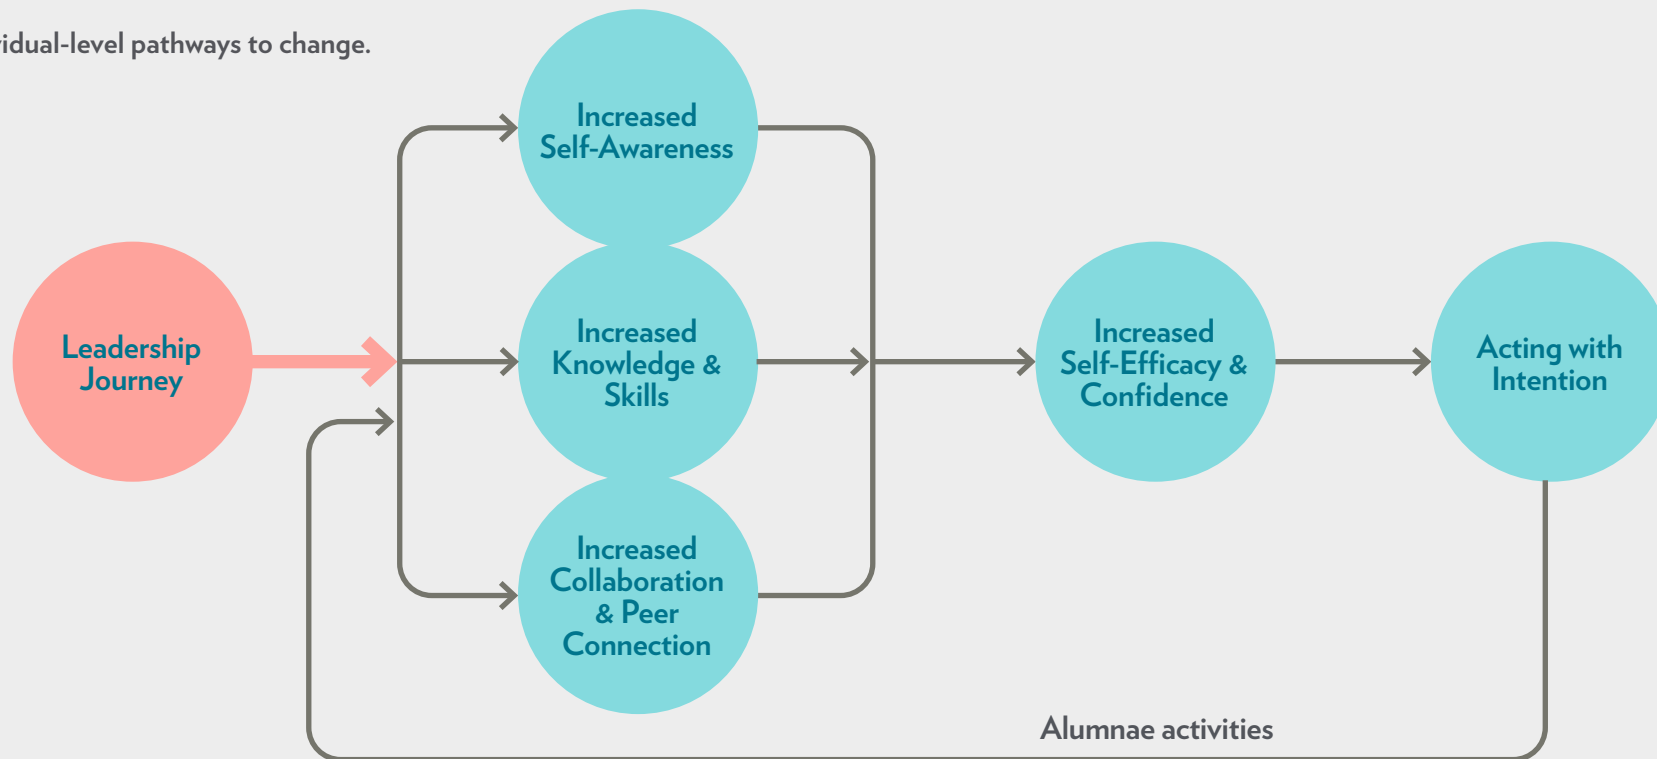 vidual-level pathways to change.
Increased
Self-Awareness
Leadership
Journey
Increased
Knowledge &
Skills
Increased
Self-Efficacy &
Confidence
Acting with
Intention
Increased
Collaboration
& Peer
Connection
Alumnae activities